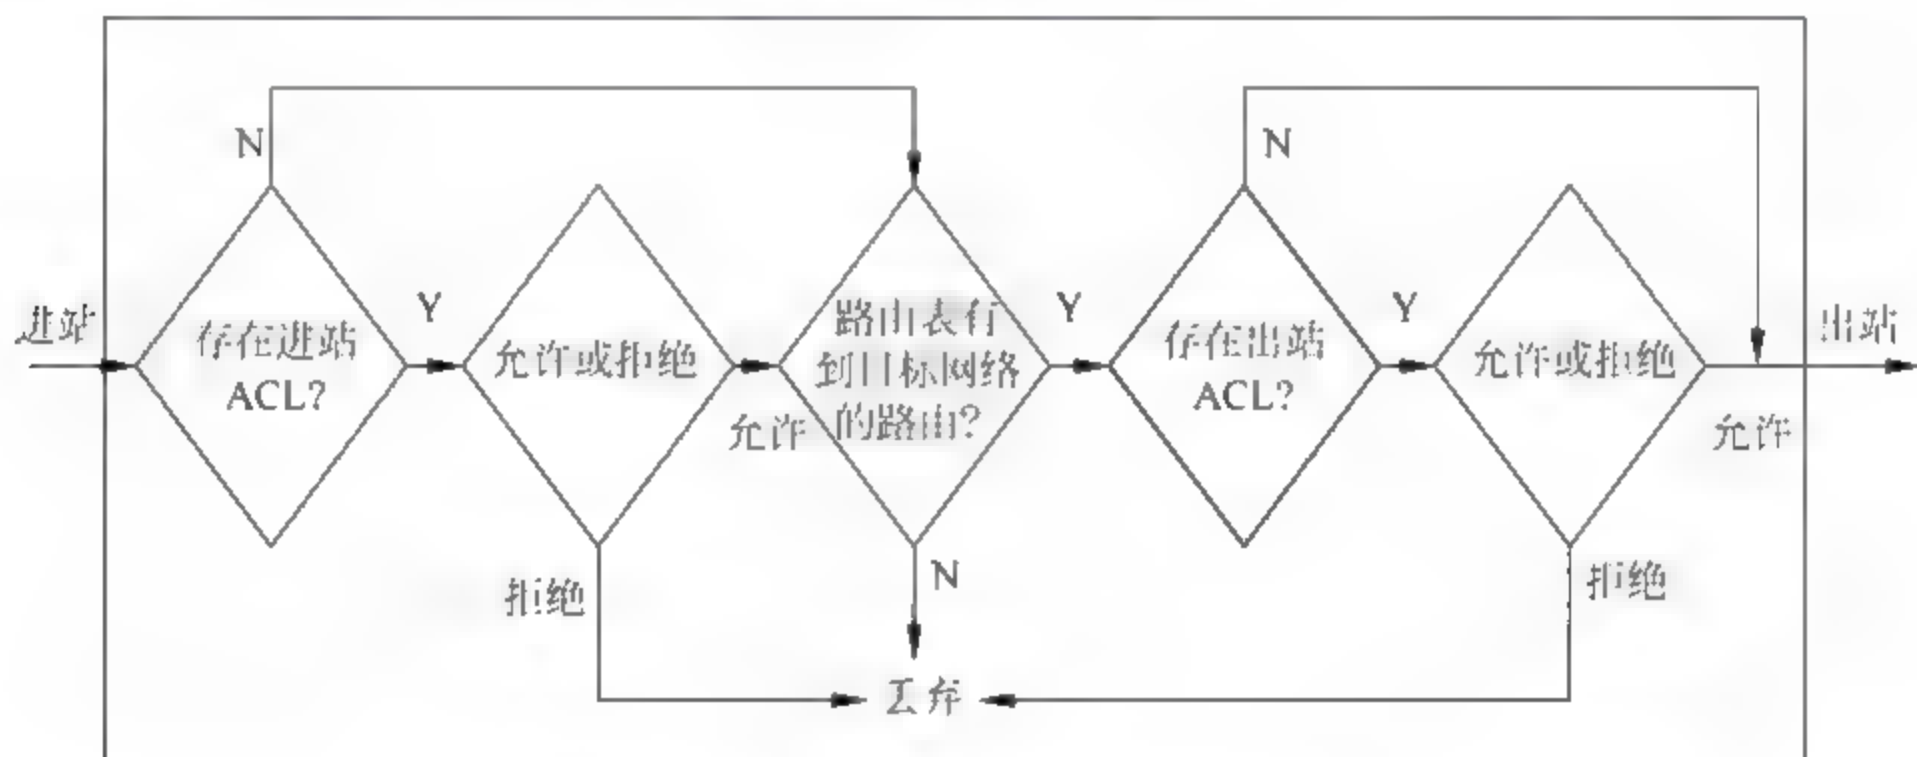 N
N
进站
存在进站
ACL?
Y
允许或拒绝
允许
路由表有
到目标网络
的路由?
Y
存在出站
ACL?
Y
允许或拒绝
允许
出站
拒绝
N
拒绝
丢弃